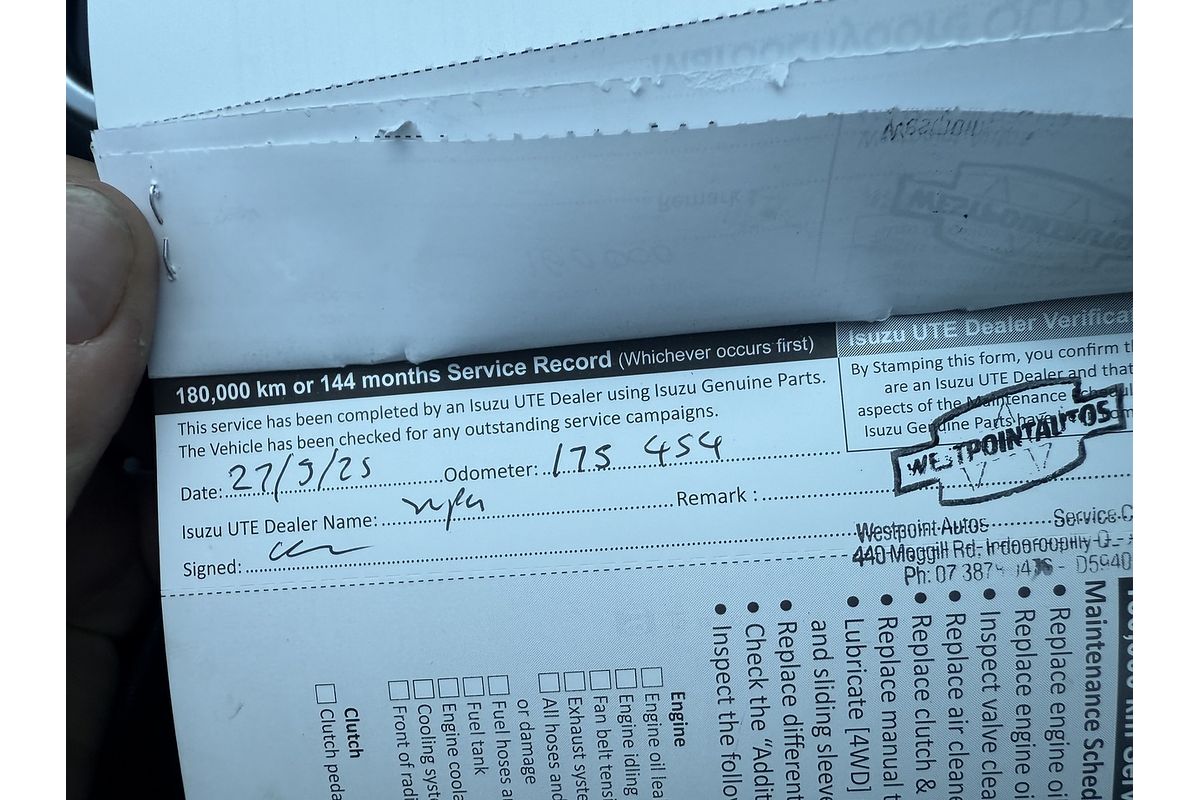 180,000 km or 144 months Service Record (Whichever occurs first)
This service has been completed by an Isuzu UTE Dealer using Isuzu Genuine Parts.
The Vehicle has been checked for any outstanding service campaigns.
Date: 27/9/25 Odometer: 175 454
Isuzu UTE Dealer Name: Remark :
Signed:
Isuzu UTE Dealer Verifica
By Stamping this form, you confirm t
are an Isuzu UTE Dealer and that
aspects of the Maintenance
Isuzu Genuine Parts have
WESTPOINT AUTOS
Westpoint Autos Service C
440 Moggill Rd, Indooroopilly Q
Ph: 07 387
Maintenance Sched
• Replace engine oi
• Replace engine oi
• Inspect valve clea
• Replace air cleane
• Replace clutch &
• Replace manual t
• Lubricate [4WD]
and sliding sleeve
• Replace different
• Check the 'Addit
• Inspect the follow
Engine
Engine oil lea
Engine idling
Fan belt tensi
Exhaust syste
All hoses and
or damage
Fuel hoses a
Fuel tank
Engine coola
Cooling syst
Front of radi
Clutch
Clutch peda